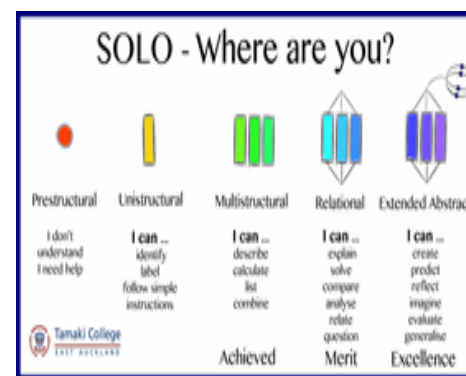 SOLO - Where are you?
Prestructural
I don't
understand
I need help
Unistructural
I can ...
identify
label
follow simple
instructions
Multistructural
I can ...
describe
calculate
list
combine
Achieved
Relational
I can ...
explain
solve
compare
analyse
relate
question
Merit
Extended Abstrac
I can ...
create
predict
reflect
imagine
evaluate
generalise
Excellence
Tamaki College
EAST AUCKLAND